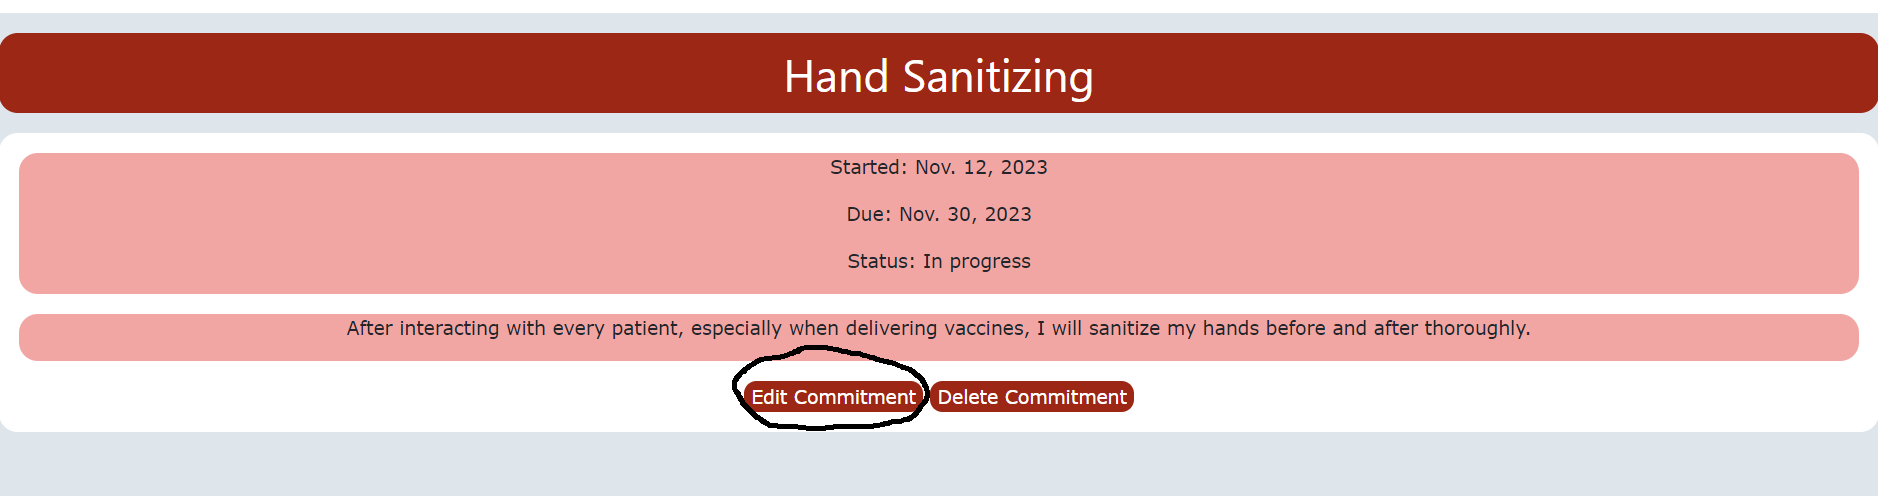 Hand Sanitizing
Started: Nov. 12, 2023
Due: Nov. 30, 2023
Status: In progress
After interacting with every patient, especially when delivering vaccines, I will sanitize my hands before and after thoroughly.
Edit Commitment Delete Commitment